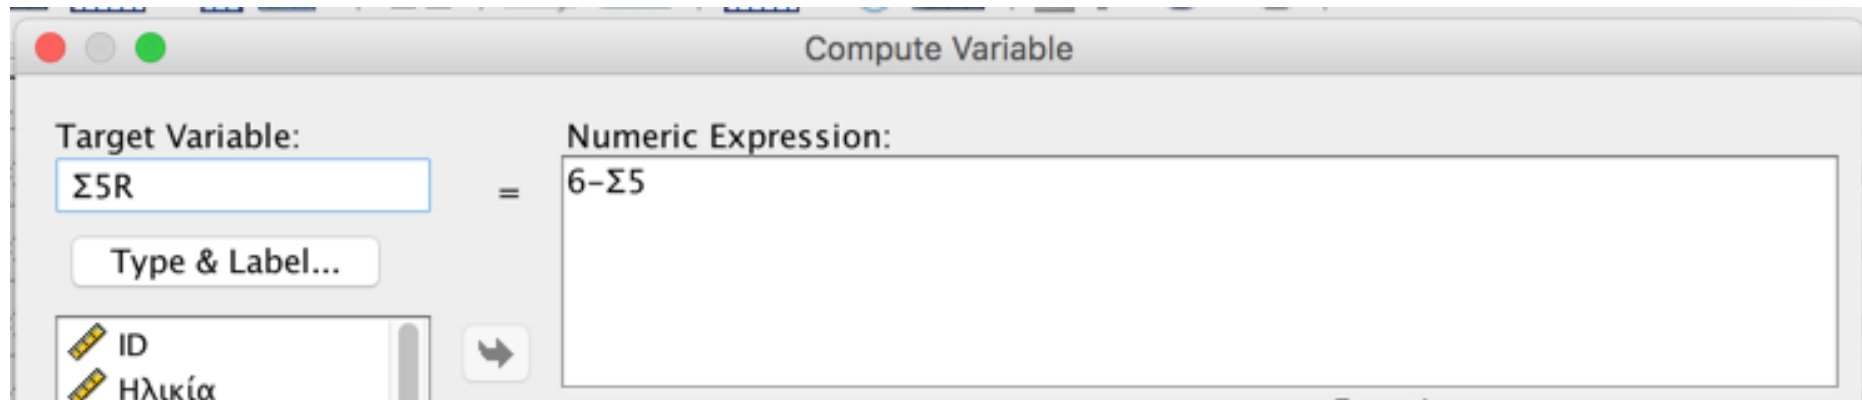 Compute Variable
Target Variable:
Σ5R
=
Numeric Expression:
6–Σ5
Type & Label...
ID
Ηλικία